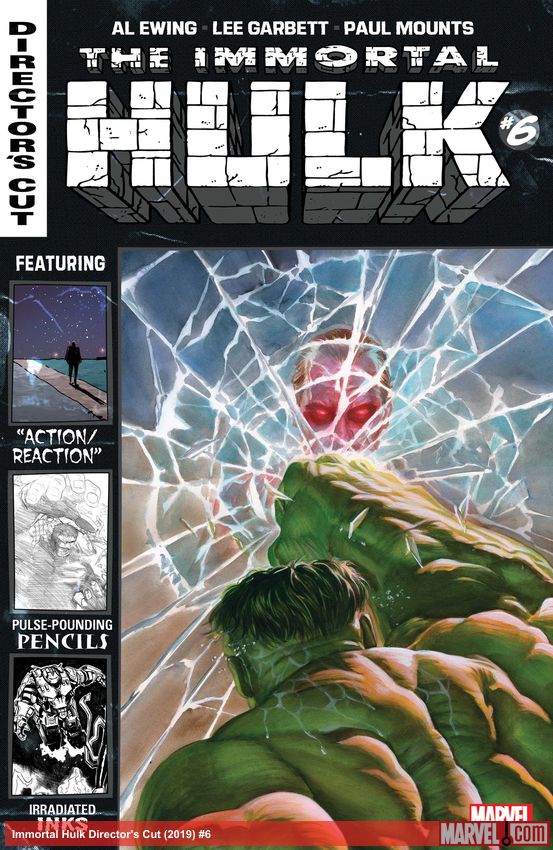 DIRECTOR'S CUT
AL EWING ▪ LEE GARBETT ▪ PAUL MOUNTS
THE IMMORTAL
HULK
#6
FEATURING
"ACTION/
REACTION"
PULSE-POUNDING
PENCILS
IRRADIATED
INKS
MARVEL
MARVEL.com
Immortal Hulk Director's Cut (2019) #6